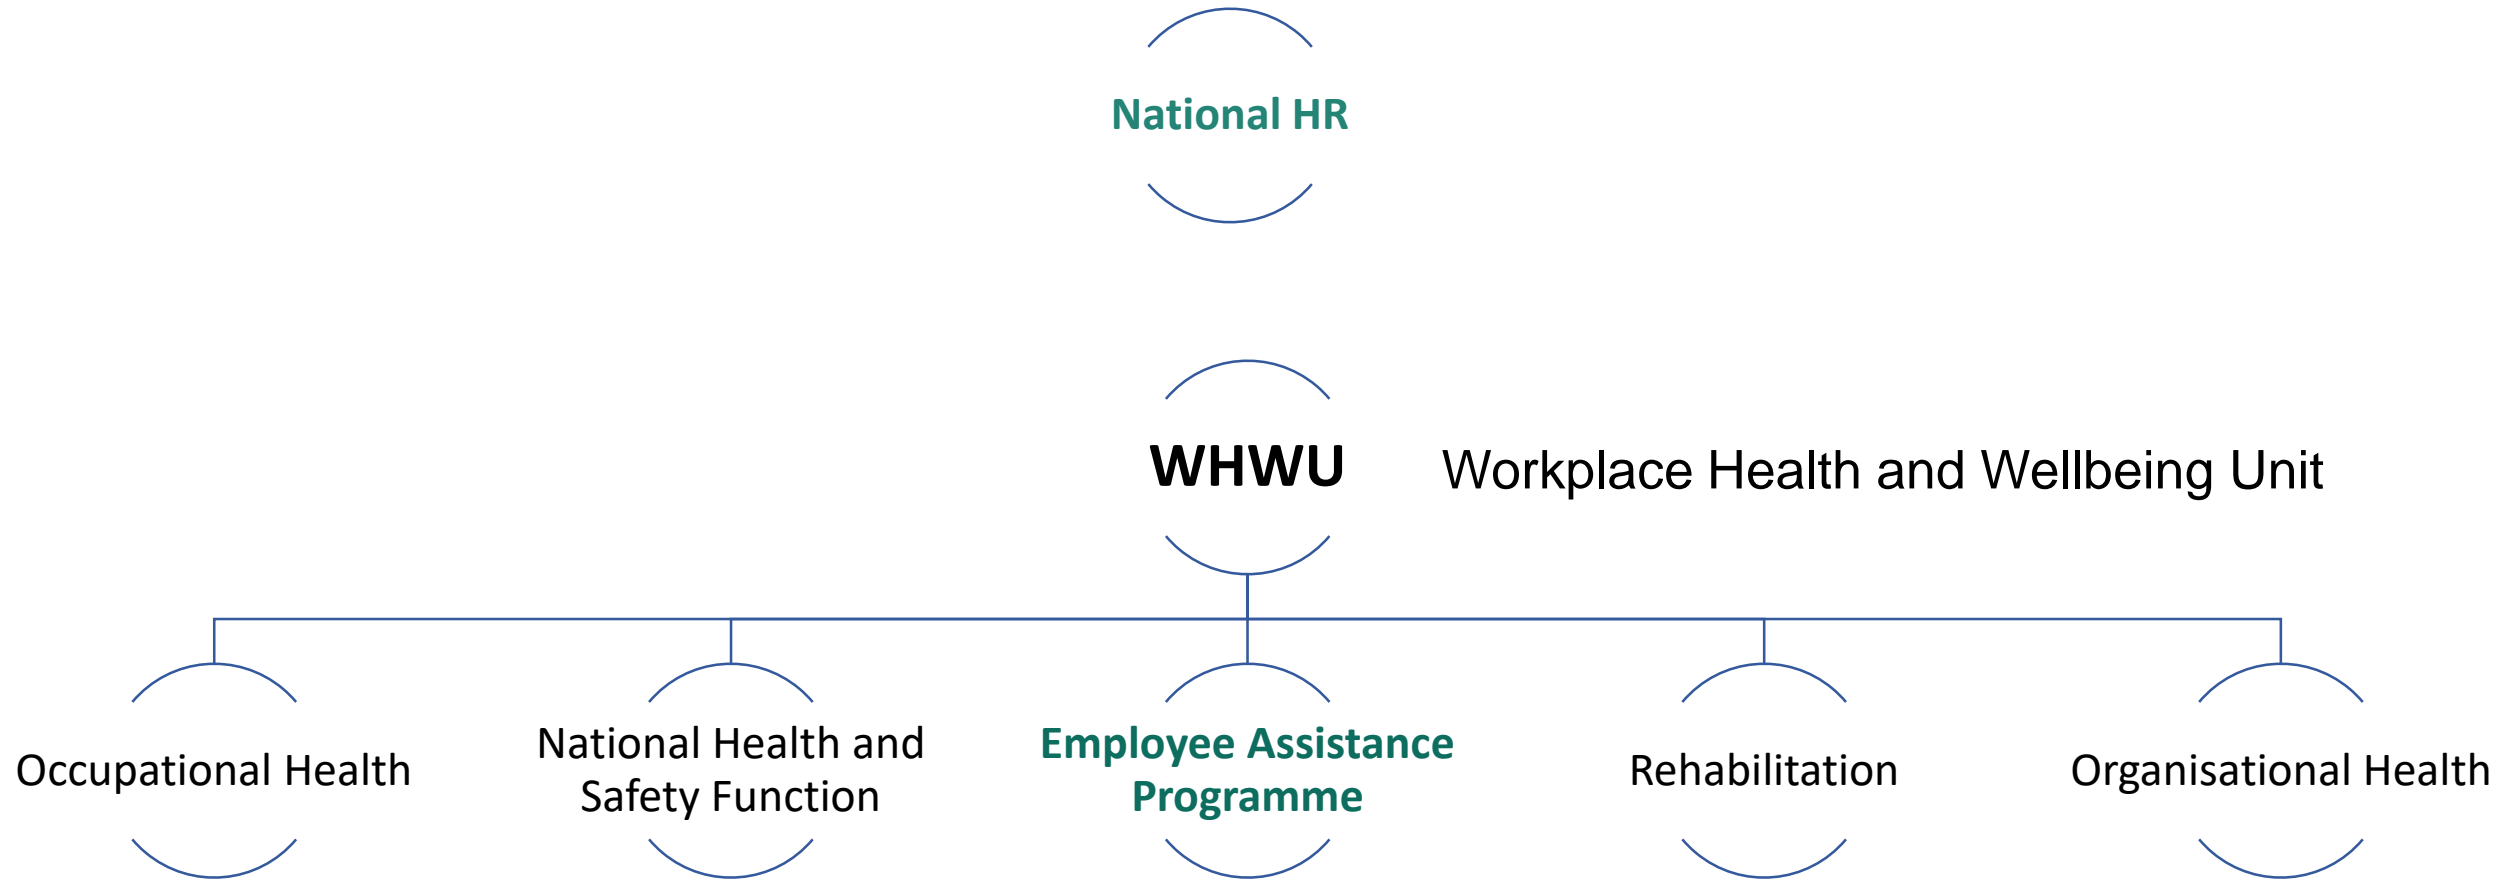 National HR
WHWU
Workplace Health and Wellbeing Unit
Occupational Health
National Health and
Safety Function
Employee Assistance
Programme
Rehabilitation
Organisational Health